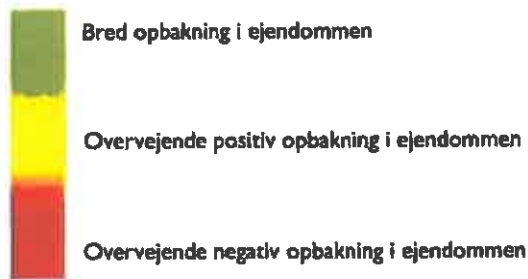 Bred opbakning i ejendommen
Overvejende positiv opbakning i ejendommen
Overvejende negativ opbakning i ejendommen